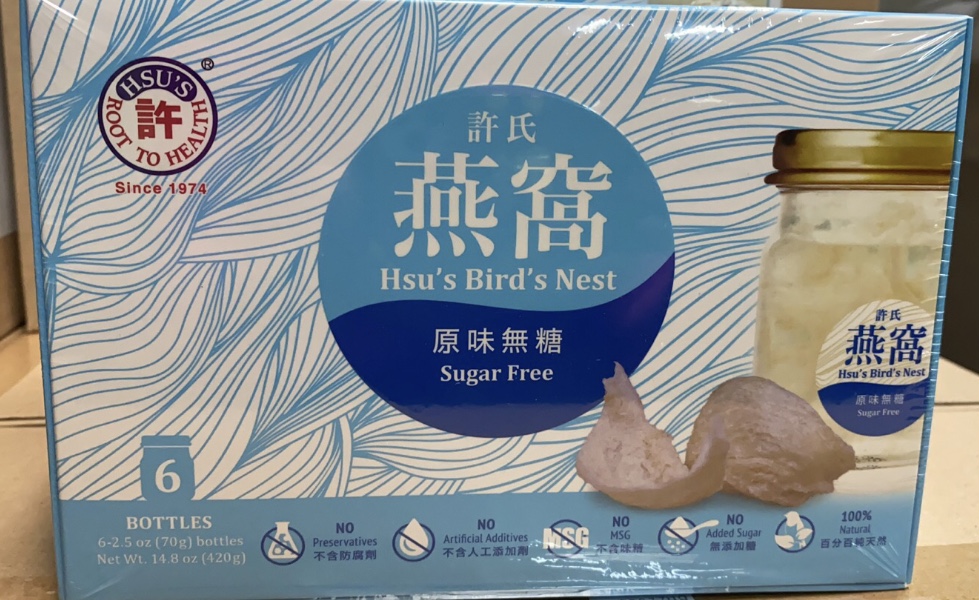 HSU'S
許
ROOT TO HEALTH
®
Since 1974
許氏
燕窩
Hsu's Bird's Nest
原味無糖
Sugar Free
許氏
燕窩
Hsu's Bird's Nest
原味無糖
Sugar Free
6
BOTTLES
6-2.5 oz (70g) bottles
Net Wt. 14.8 oz (420g)
NO
Preservatives
不含防腐劑
NO
Artificial Additives
不含人工添加劑
MSG
NO
MSG
不含味精
NO
Added Sugar
無添加糖
100%
Natural
百分百純天然